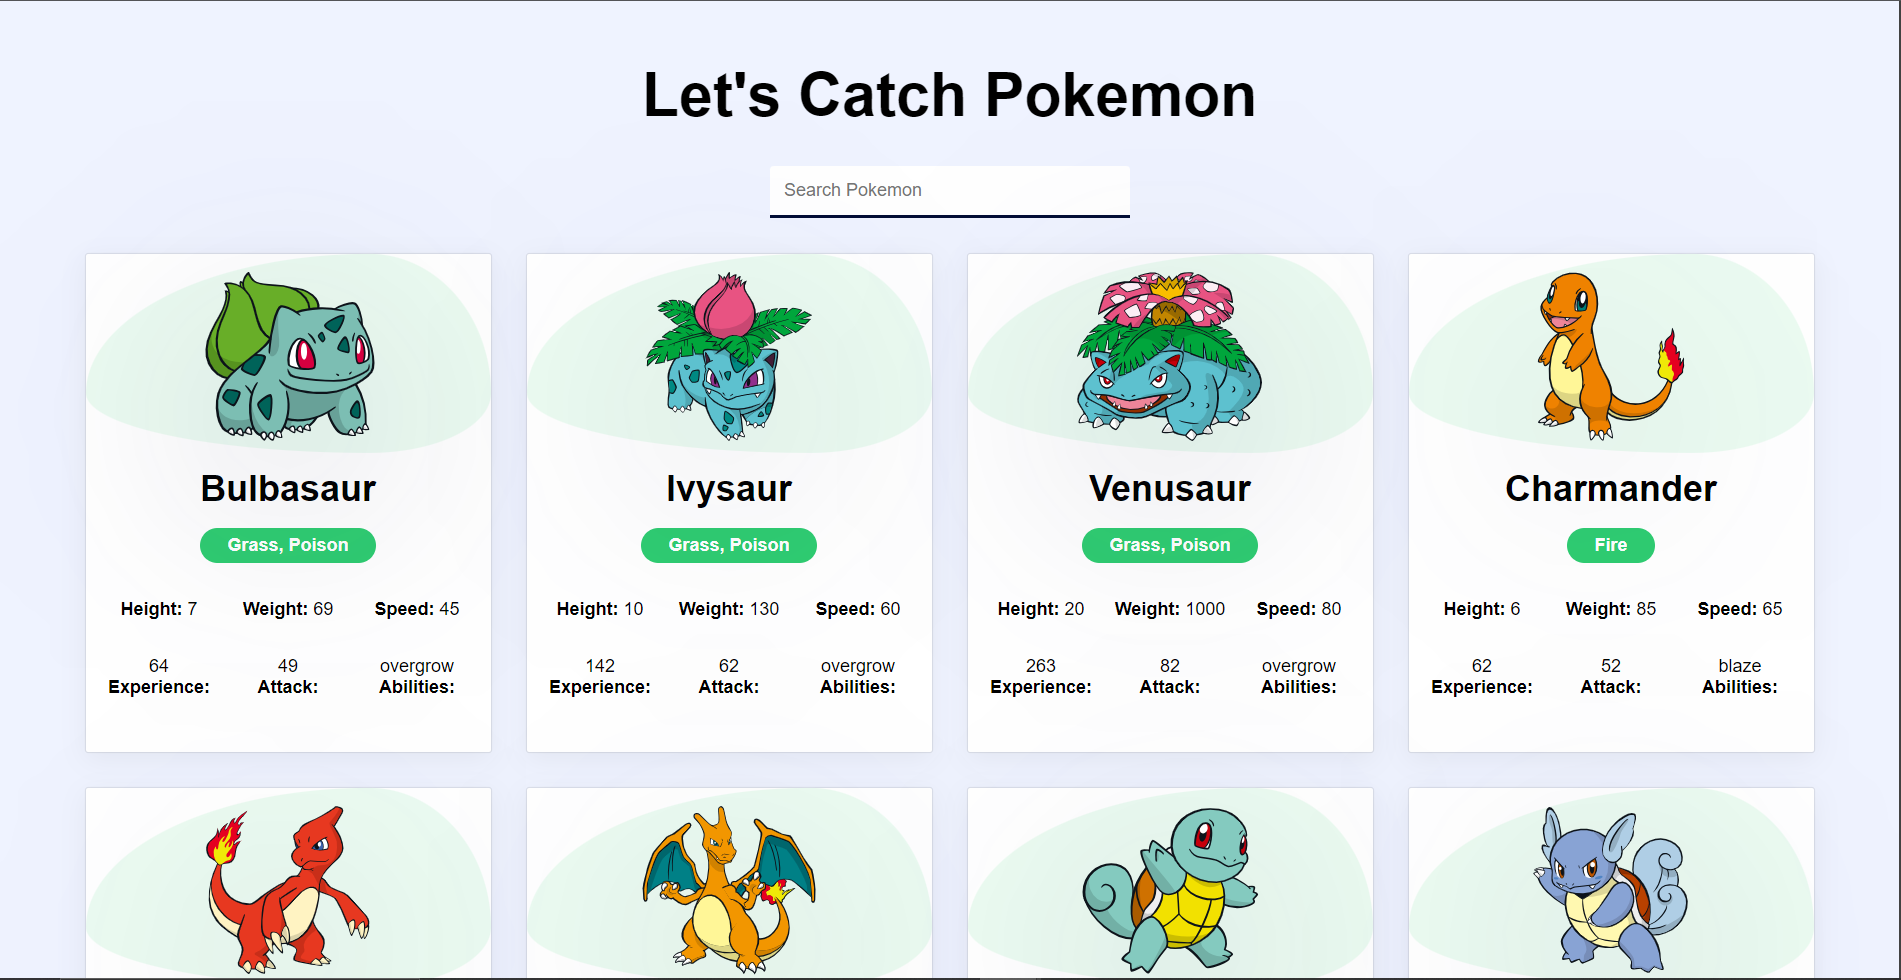 Let's Catch Pokemon
Search Pokemon
Bulbasaur
Grass, Poison
Height: 7 Weight: 69 Speed: 45
64 49 overgrow
Experience: Attack: Abilities:
Ivysaur
Grass, Poison
Height: 10 Weight: 130 Speed: 60
142 62 overgrow
Experience: Attack: Abilities:
Venusaur
Grass, Poison
Height: 20 Weight: 1000 Speed: 80
263 82 overgrow
Experience: Attack: Abilities:
Charmander
Fire
Height: 6 Weight: 85 Speed: 65
62 52 blaze
Experience: Attack: Abilities: